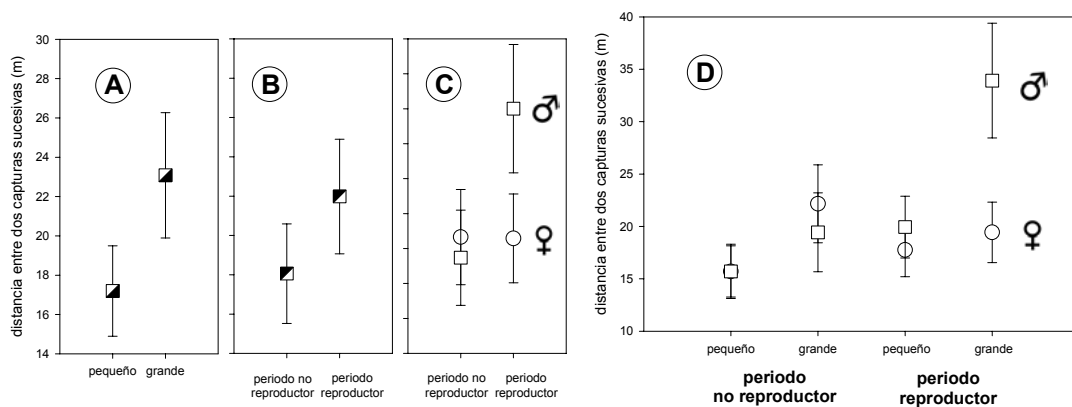 distancia entre dos capturas sucesivas (m)
30
28
26
24
22
20
18
16
14
A
pequeño grande
B
periodo no reproductor
periodo reproductor
C
♂
♀
periodo no reproductor
periodo reproductor
distancia entre dos capturas sucesivas (m)
40
35
30
25
20
15
10
D
♂
♀
pequeño grande pequeño grande
periodo no reproductor
periodo reproductor